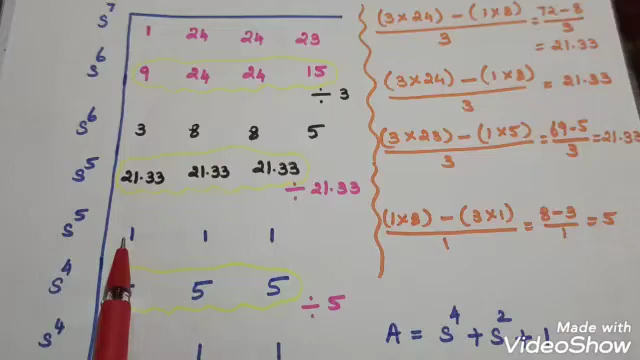 s⁷ 1 24 24 23
s⁶ 9 24 24 15
÷ 3
s⁶ 3 8 8 5
s⁵ 21.33 21.33 21.33
÷ 21.33
s⁵ 1 1 1
s⁴ 5 5
÷ 5
s⁴ 1 1
(3×24) − (1×8) / 3 = 72−8 / 3
= 21.33
(3×24) − (1×8) / 3 = 21.33
(3×23) − (1×5) / 3 = 69−5 / 3 = 21.33
(1×8) − (3×1) / 1 = 8−3 / 1 = 5
A = s⁴ + s² + 1
Made with
VideoShow